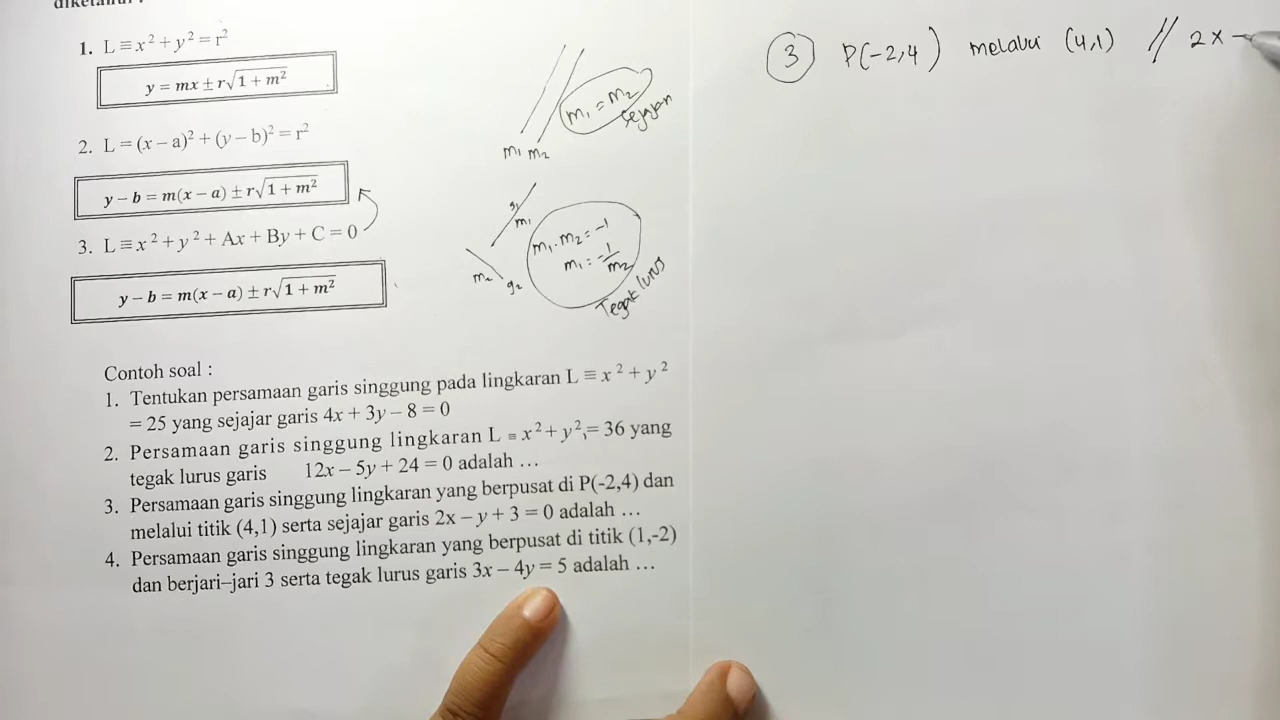 diketahui :
1. L ≡ x² + y² = r²
y = mx ± r√1 + m²
2. L = (x – a)² + (y – b)² = r²
y – b = m(x – a) ± r√1 + m²
3. L ≡ x² + y² + Ax + By + C = 0
y – b = m(x – a) ± r√1 + m²
m₁ = m₂
Sejajar
m₁ m₂
g₁
m₁
m₂
g₂
m₁ . m₂ = -1
m₁ = -1/m₂
Tegak lurus
Contoh soal :
1. Tentukan persamaan garis singgung pada lingkaran L ≡ x² + y²
= 25 yang sejajar garis 4x + 3y – 8 = 0
2. Persamaan garis singgung lingkaran L ≡ x² + y², = 36 yang
tegak lurus garis 12x – 5y + 24 = 0 adalah …
3. Persamaan garis singgung lingkaran yang berpusat di P(-2,4) dan
melalui titik (4,1) serta sejajar garis 2x – y + 3 = 0 adalah …
4. Persamaan garis singgung lingkaran yang berpusat di titik (1,-2)
dan berjari–jari 3 serta tegak lurus garis 3x – 4y = 5 adalah …
3 P(-2,4) melalui (4,1) // 2x –